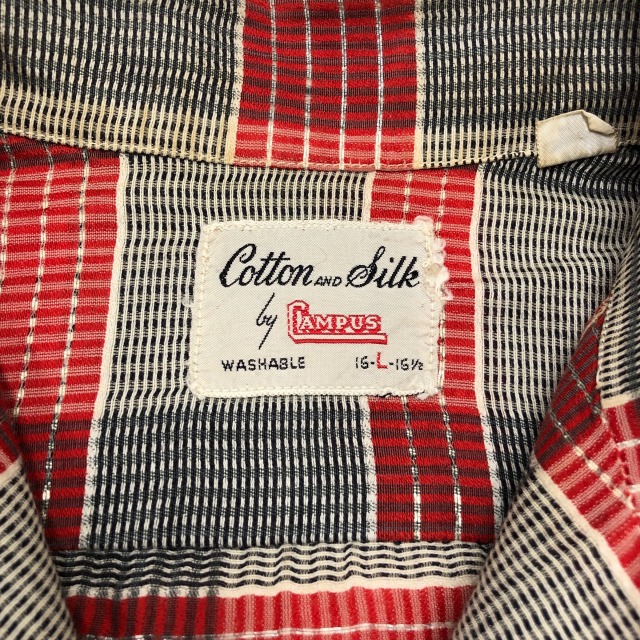 Cotton AND Silk
by CAMPUS
WASHABLE 16-L-16½